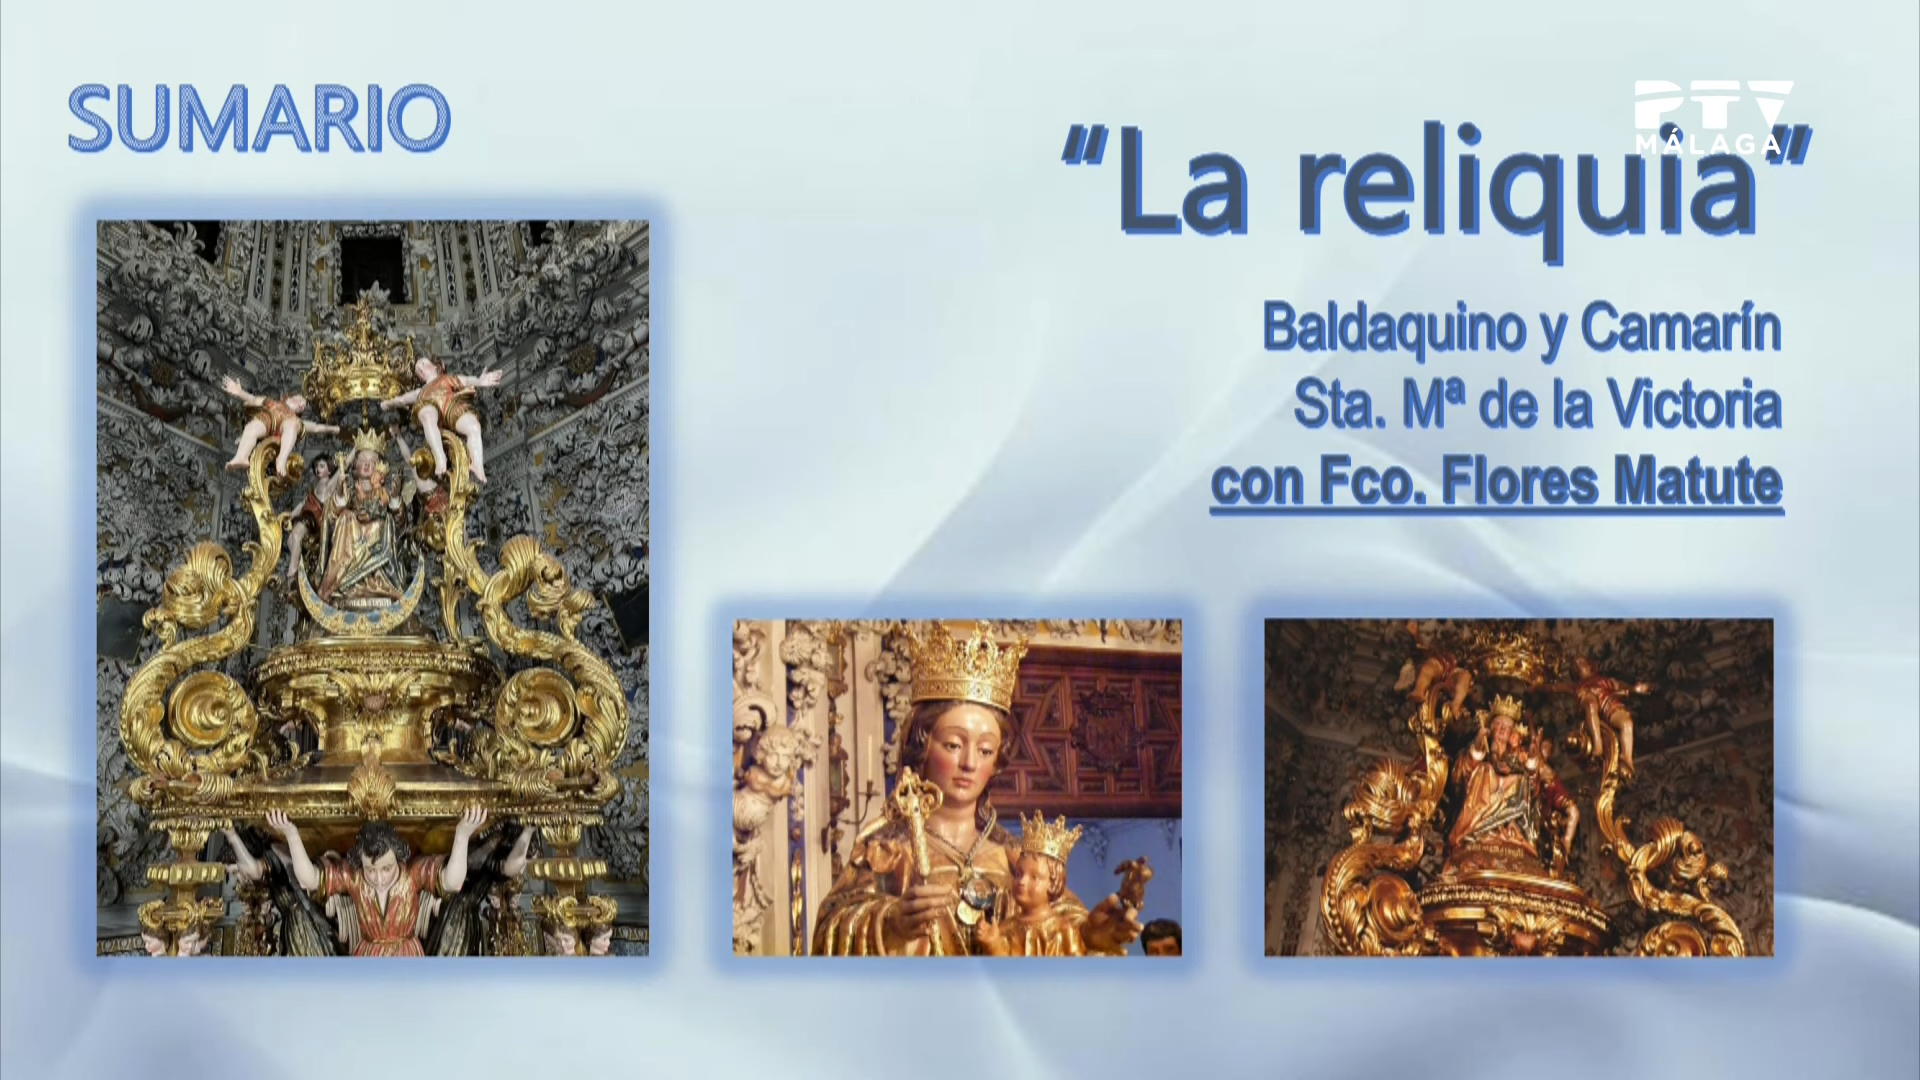 SUMARIO
PTV
MÁLAGA
“La reliquia”
Baldaquino y Camarín
Sta. Mª de la Victoria
con Fco. Flores Matute